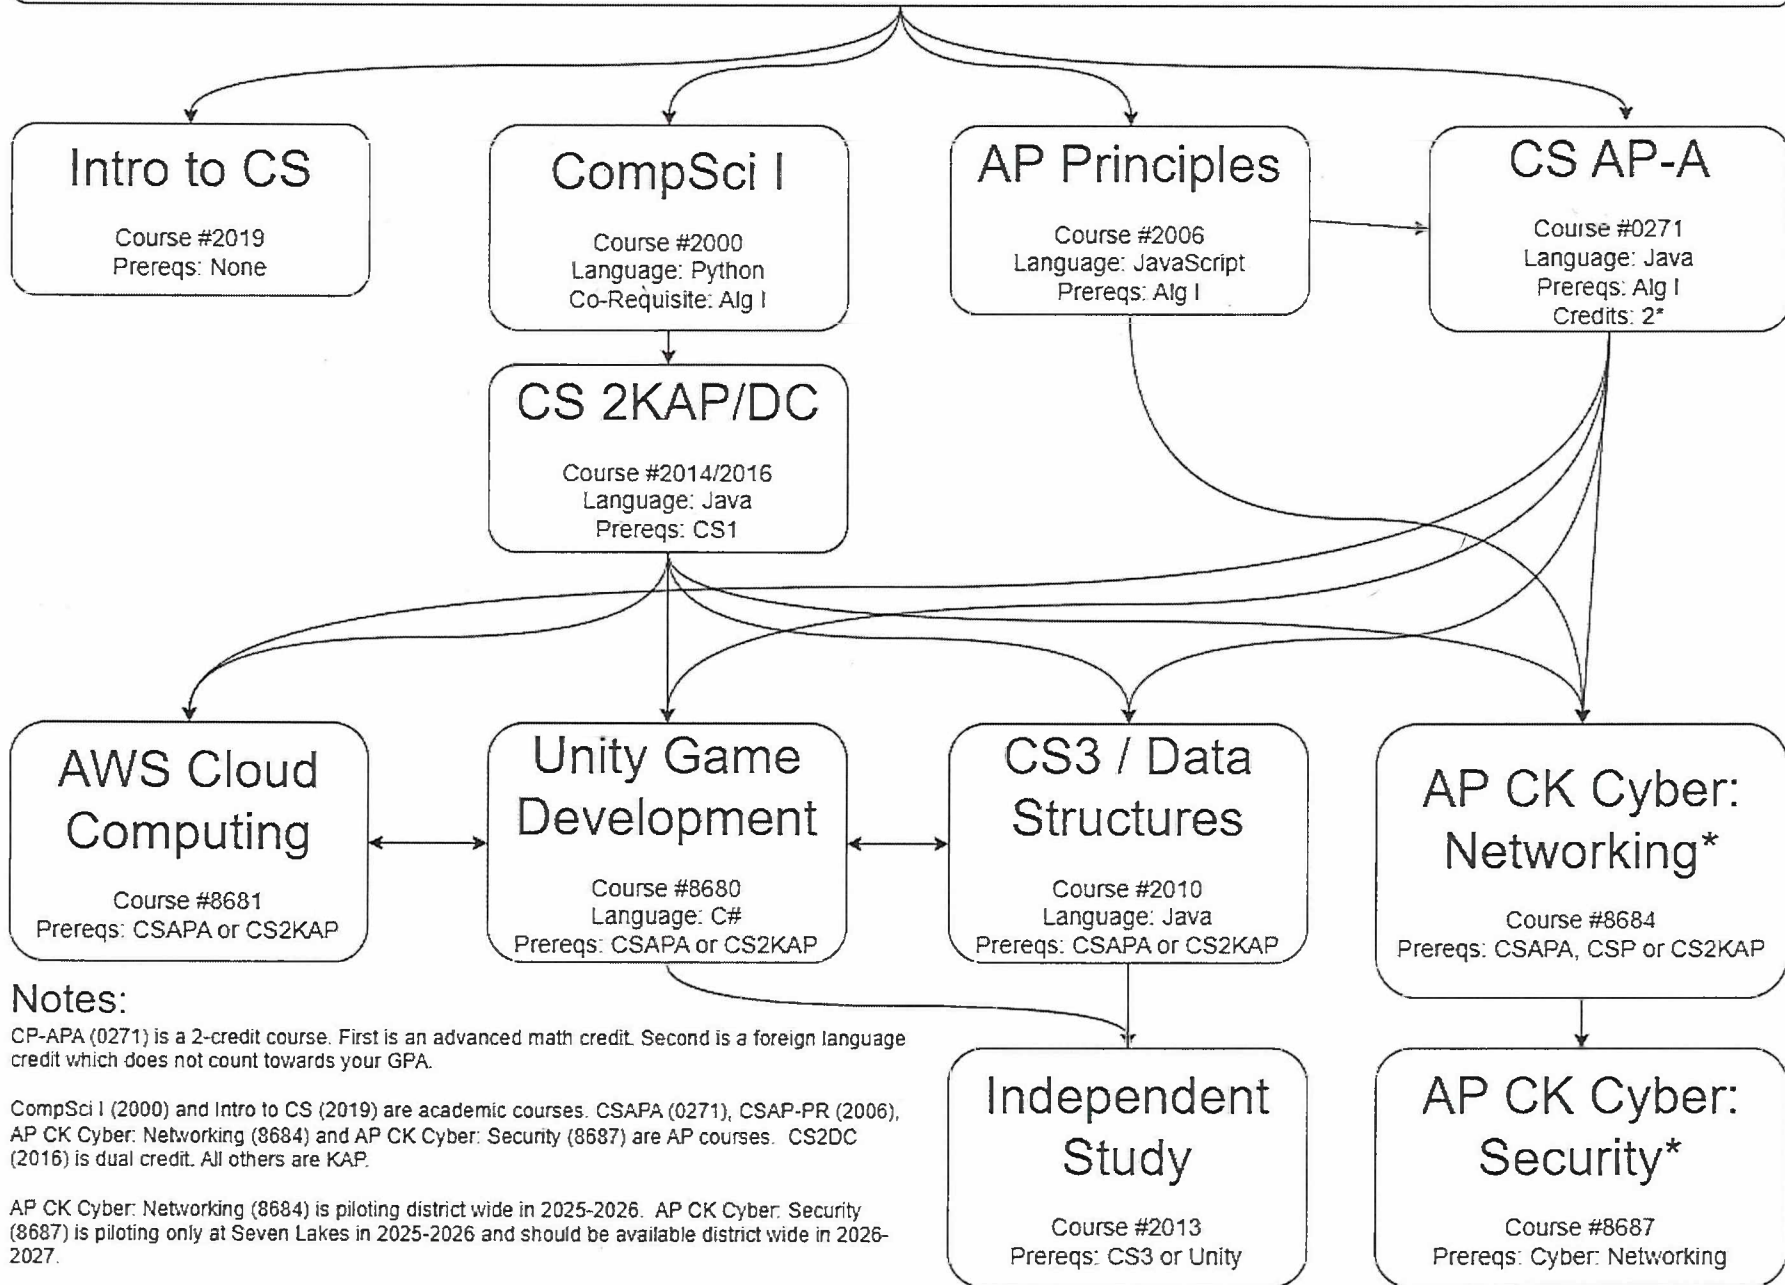 Intro to CS
Course #2019
Prereqs: None
CompSci I
Course #2000
Language: Python
Co-Requisite: Alg I
AP Principles
Course #2006
Language: JavaScript
Prereqs: Alg I
CS AP-A
Course #0271
Language: Java
Prereqs: Alg I
Credits: 2*
CS 2KAP/DC
Course #2014/2016
Language: Java
Prereqs: CS1
AWS Cloud
Computing
Course #8681
Prereqs: CSAPA or CS2KAP
Unity Game
Development
Course #8680
Language: C#
Prereqs: CSAPA or CS2KAP
CS3 / Data
Structures
Course #2010
Language: Java
Prereqs: CSAPA or CS2KAP
AP CK Cyber:
Networking*
Course #8684
Prereqs: CSAPA, CSP or CS2KAP
Notes:
CP-APA (0271) is a 2-credit course. First is an advanced math credit. Second is a foreign language
credit which does not count towards your GPA.
CompSci I (2000) and Intro to CS (2019) are academic courses. CSAPA (0271), CSAP-PR (2006),
AP CK Cyber: Networking (8684) and AP CK Cyber: Security (8687) are AP courses. CS2DC
(2016) is dual credit. All others are KAP.
AP CK Cyber: Networking (8684) is piloting district wide in 2025-2026. AP CK Cyber: Security
(8687) is piloting only at Seven Lakes in 2025-2026 and should be available district wide in 2026-
2027.
Independent
Study
Course #2013
Prereqs: CS3 or Unity
AP CK Cyber:
Security*
Course #8687
Prereqs: Cyber: Networking